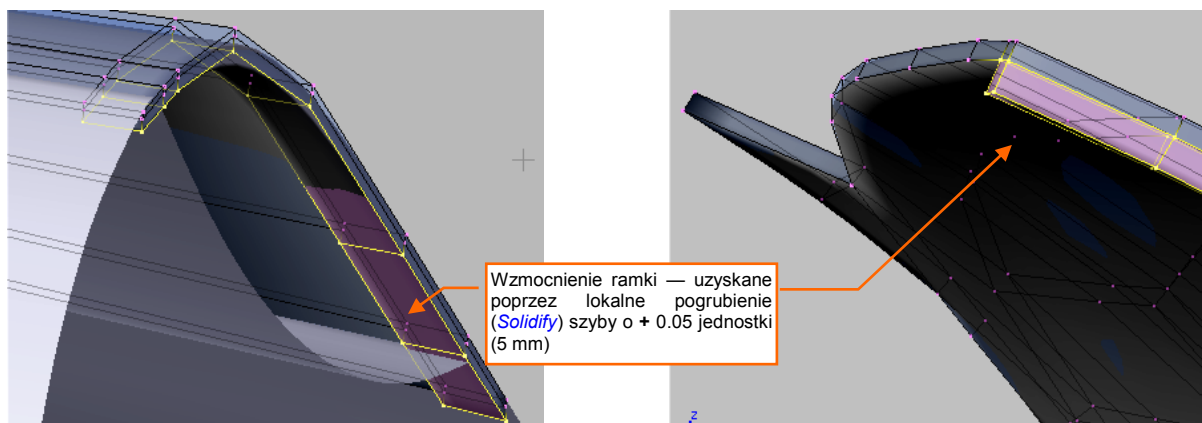 Wzmocnienie ramki — uzyskane
poprzez lokalne pogrubienie
(Solidify) szyby o + 0.05 jednostki
(5 mm)
z